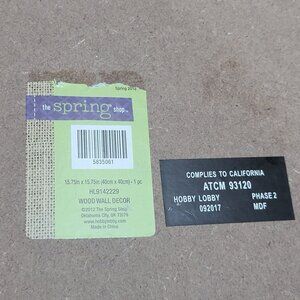 Spring 2012
the spring shop™
5835061
15.75in x 15.75in (40cm x 40cm) • 1 pc
HL9142229
WOOD WALL DECOR
©2012 The Spring Shop
Oklahoma City, OK 73179
www.hobbylobby.com
Made in China
COMPLIES TO CALIFORNIA
ATCM 93120
HOBBY LOBBY PHASE 2
092017 MDF